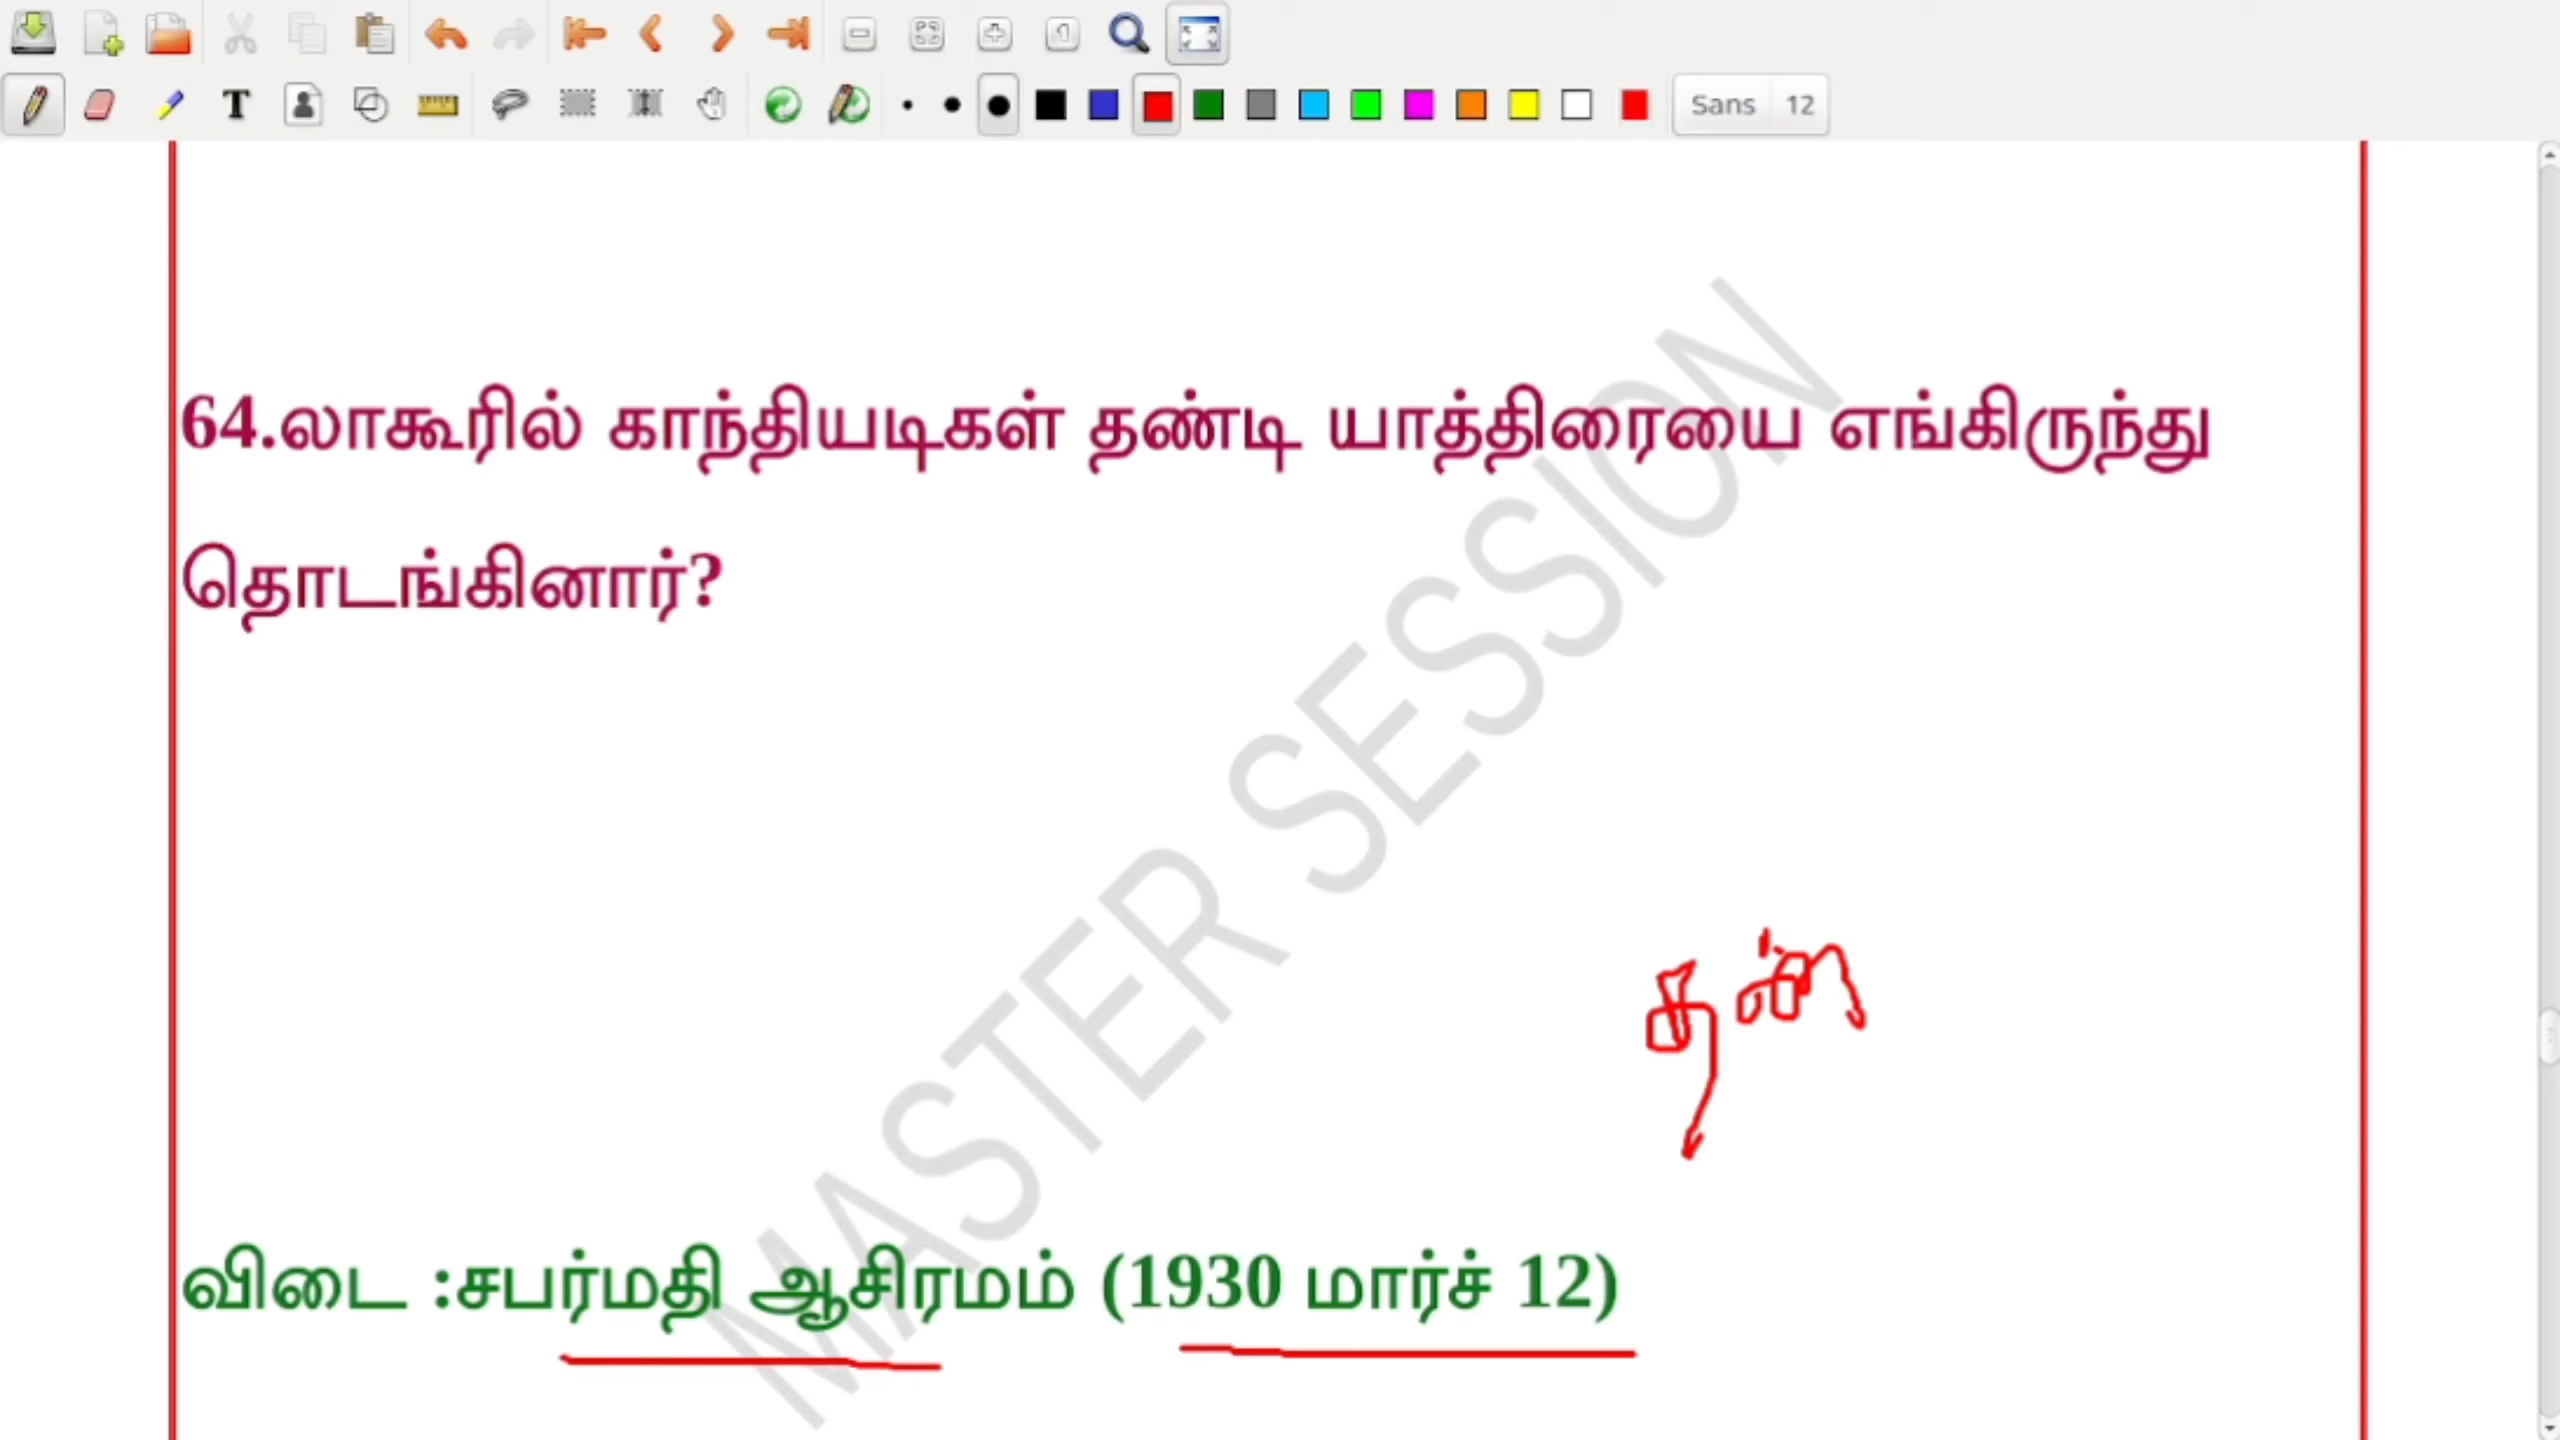 Sans 12
64.லாகூரில் காந்தியடிகள் தண்டி யாத்திரையை எங்கிருந்து
தொடங்கினார்?
MASTER SESSION
விடை :சபர்மதி ஆசிரமம் (1930 மார்ச் 12)